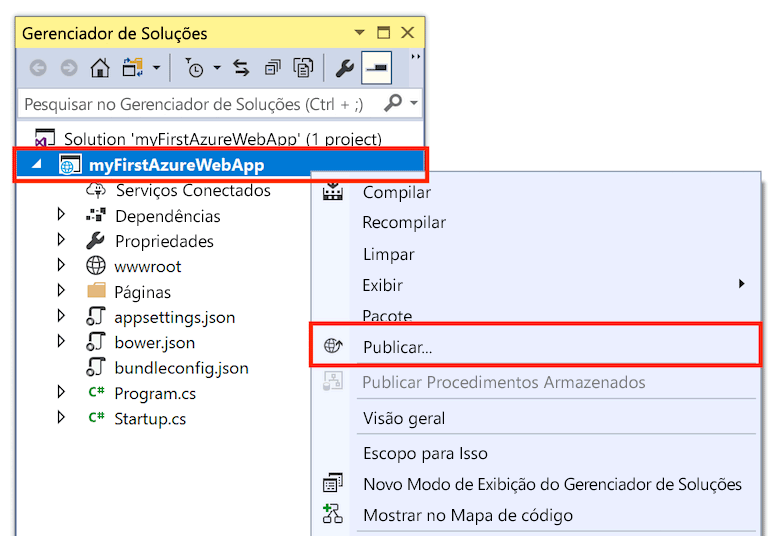 Gerenciador de Soluções
Pesquisar no Gerenciador de Soluções (Ctrl + ;)
Solution 'myFirstAzureWebApp' (1 project)
myFirstAzureWebApp
Serviços Conectados
Dependências
Propriedades
wwwroot
Páginas
appsettings.json
bower.json
bundleconfig.json
C# Program.cs
C# Startup.cs
Compilar
Recompilar
Limpar
Exibir
Pacote
Publicar...
Publicar Procedimentos Armazenados
Visão geral
Escopo para Isso
Novo Modo de Exibição do Gerenciador de Soluções
Mostrar no Mapa de código